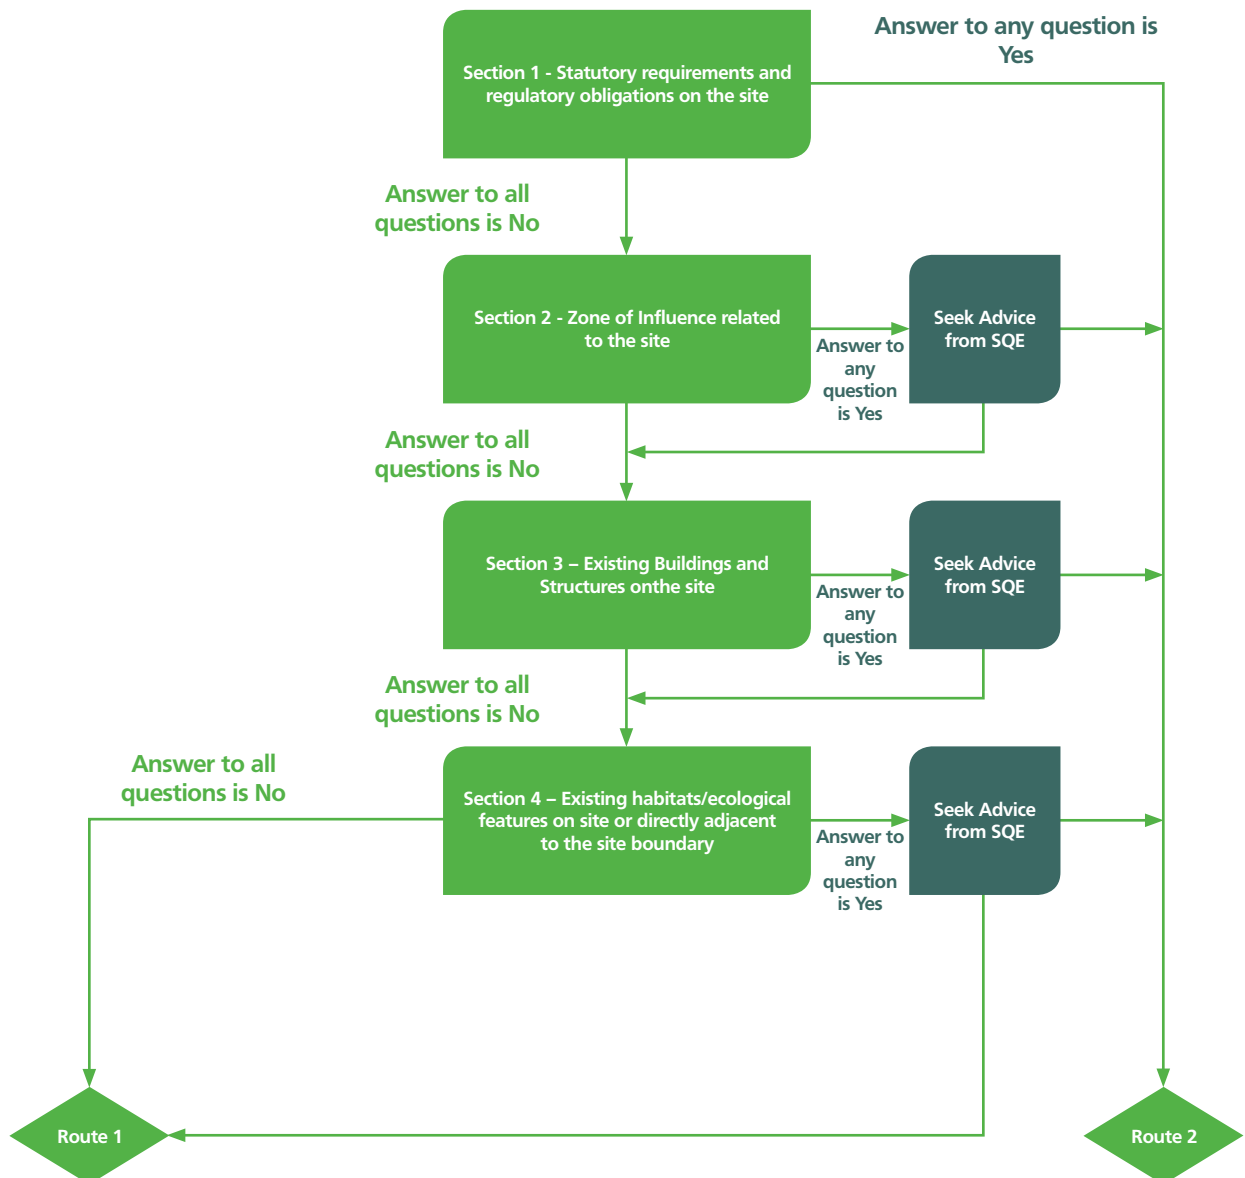 Answer to any question is
Yes
Section 1 - Statutory requirements and
regulatory obligations on the site
Answer to all
questions is No
Section 2 - Zone of Influence related
to the site
Answer to
any
question
is Yes
Seek Advice
from SQE
Answer to all
questions is No
Section 3 – Existing Buildings and
Structures onthe site
Answer to
any
question
is Yes
Seek Advice
from SQE
Answer to all
questions is No
Answer to all
questions is No
Section 4 – Existing habitats/ecological
features on site or directly adjacent
to the site boundary
Answer to
any
question
is Yes
Seek Advice
from SQE
Route 1
Route 2